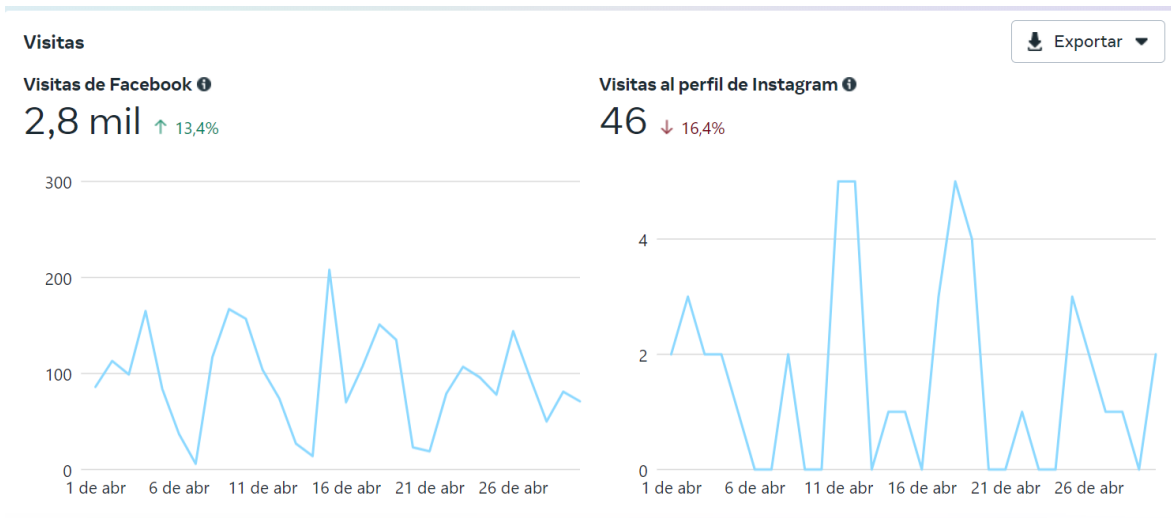 Visitas
Exportar
Visitas de Facebook
2,8 mil ↑ 13,4%
300
200
100
0
1 de abr 6 de abr 11 de abr 16 de abr 21 de abr 26 de abr
Visitas al perfil de Instagram
46 ↓ 16,4%
4
2
0
1 de abr 6 de abr 11 de abr 16 de abr 21 de abr 26 de abr